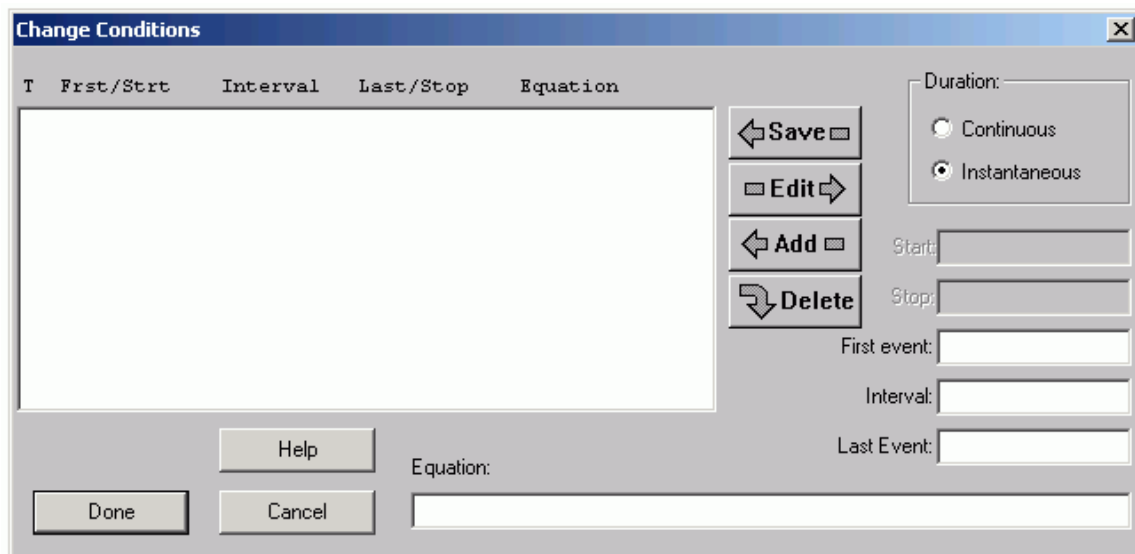 Change Conditions
T Frst/Strt Interval Last/Stop Equation
Duration:
Continuous
Instantaneous
Save
Edit
Add
Delete
Start:
Stop:
First event:
Interval:
Last Event:
Help
Equation:
Done
Cancel